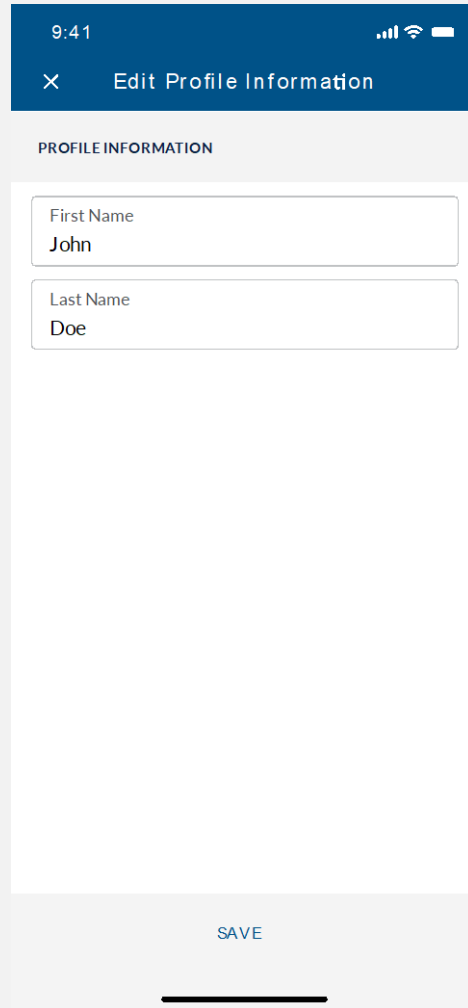 9:41
Edit Profile Information
PROFILE INFORMATION
First Name
John
Last Name
Doe
SAVE